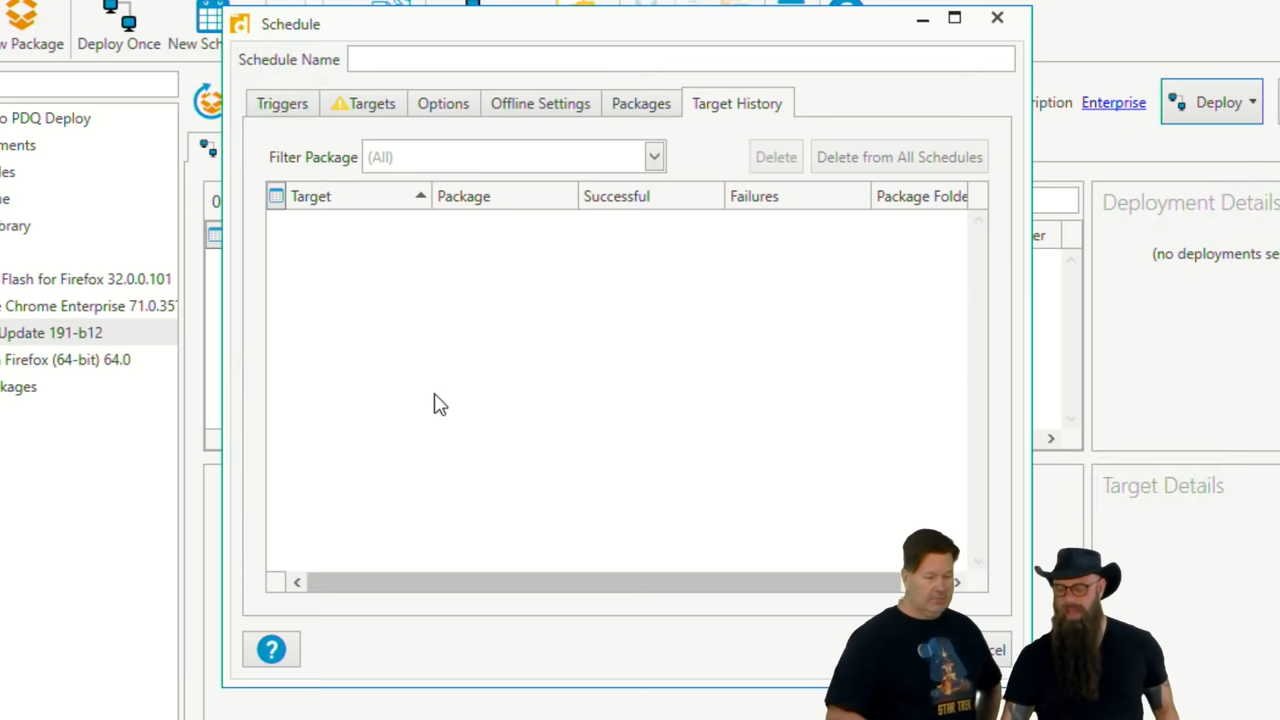 Schedule
w Package
Deploy Once
New Sch
Schedule Name
Triggers
Targets
Options
Offline Settings
Packages
Target History
ription
Enterprise
Deploy
o PDQ Deploy
ments
les
ue
brary
Flash for Firefox 32.0.0.101
e Chrome Enterprise 71.0.357
Update 191-b12
Firefox (64-bit) 64.0
kages
Filter Package
(All)
Delete
Delete from All Schedules
Target
Package
Successful
Failures
Package Folde
0
er
Deployment Details
(no deployments se
Target Details
?
cel
STAR TREK